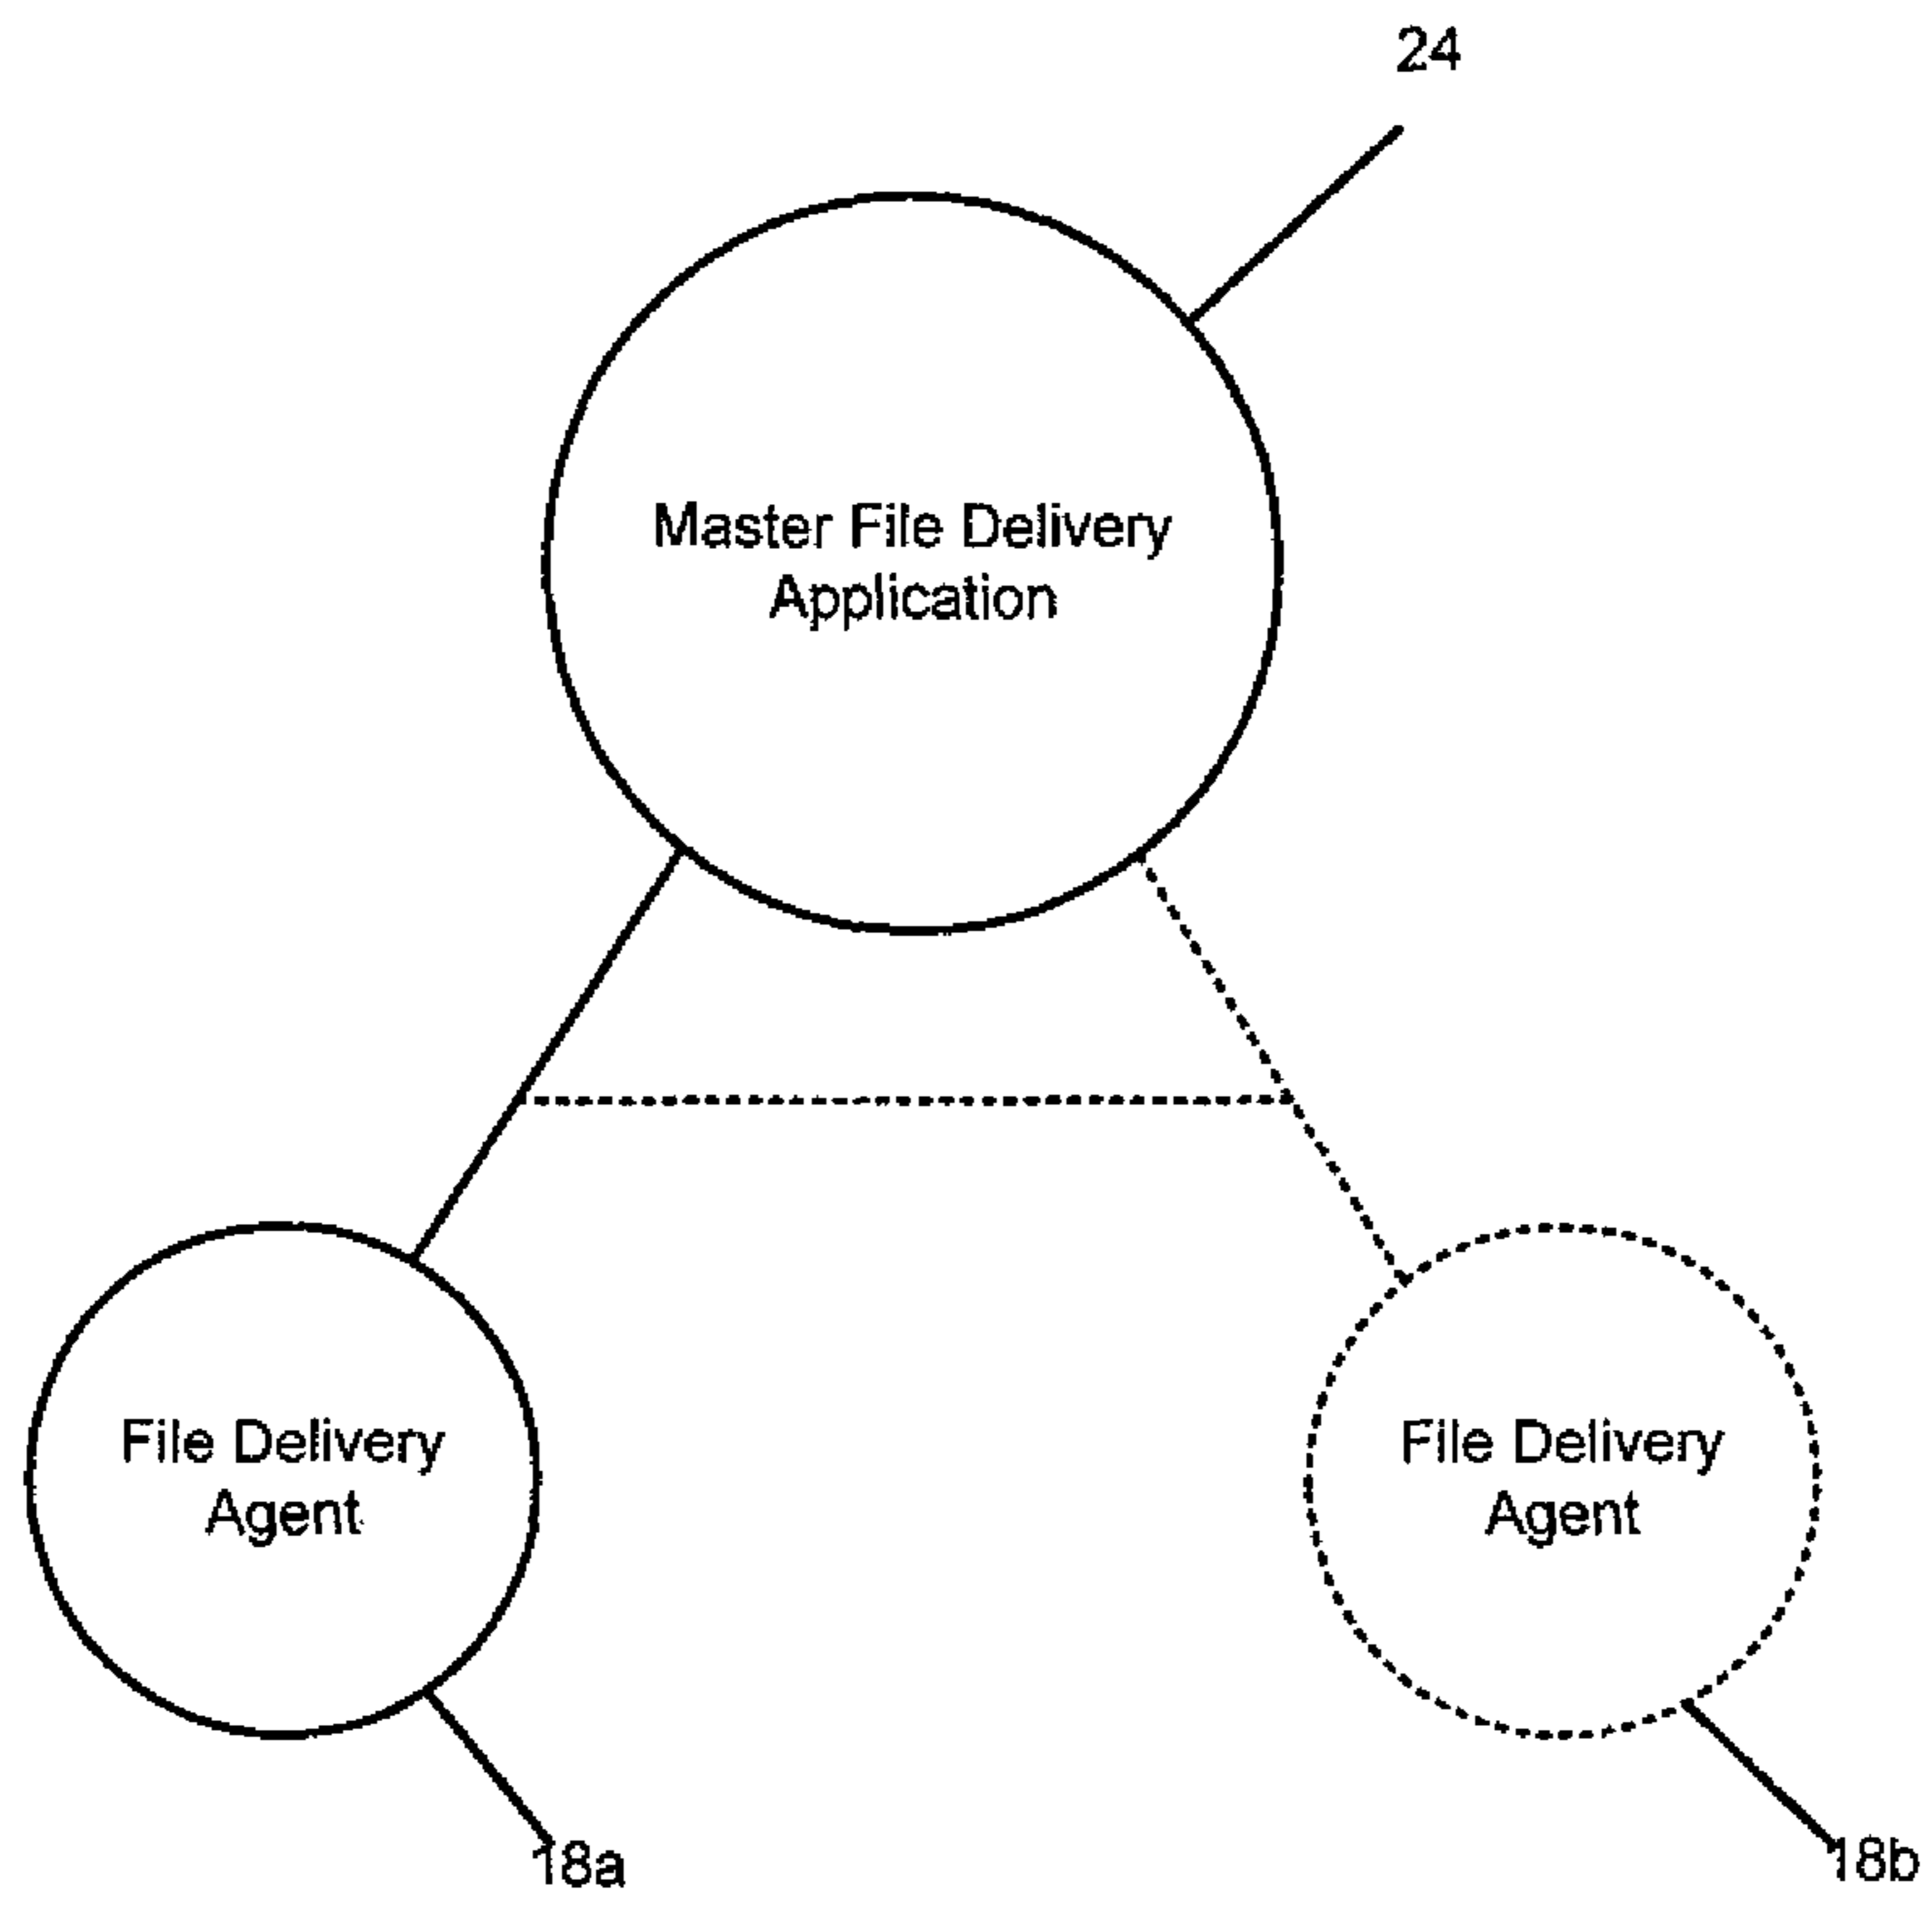 24
Master File Delivery
Application
File Delivery
Agent
File Delivery
Agent
18a
18b